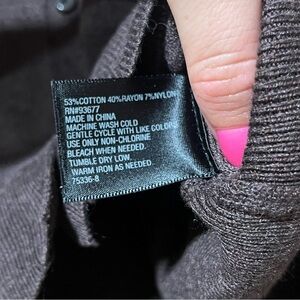 53%COTTON 40%RAYON 7%NYLON
RN#93677
MADE IN CHINA
MACHINE WASH COLD
GENTLE CYCLE WITH LIKE COLORS
USE ONLY NON-CHLORINE
BLEACH WHEN NEEDED.
TUMBLE DRY LOW.
WARM IRON AS NEEDED.
75336-8